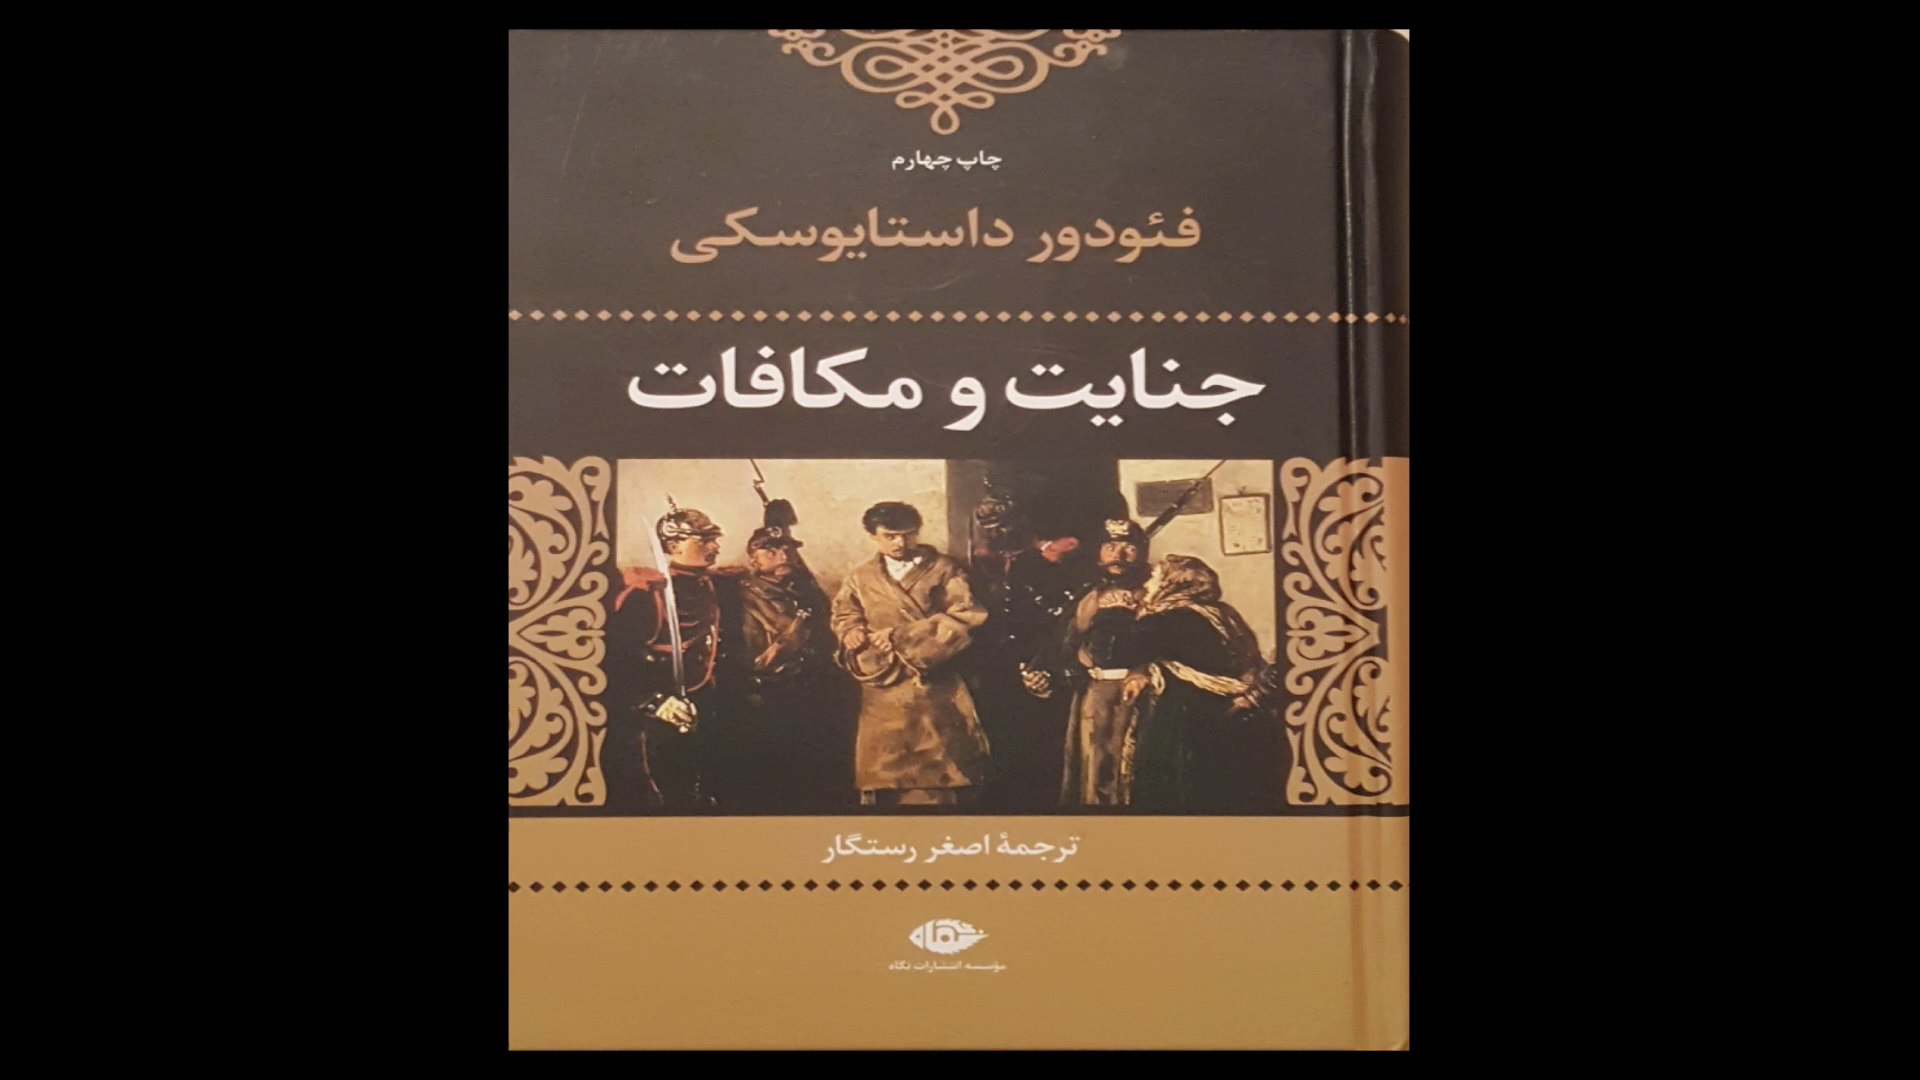 چاپ چهارم
فئودور داستایوسکی
جنایت و مکافات
ترجمهٔ اصغر رستگار
نگاه
مؤسسه انتشارات نگاه